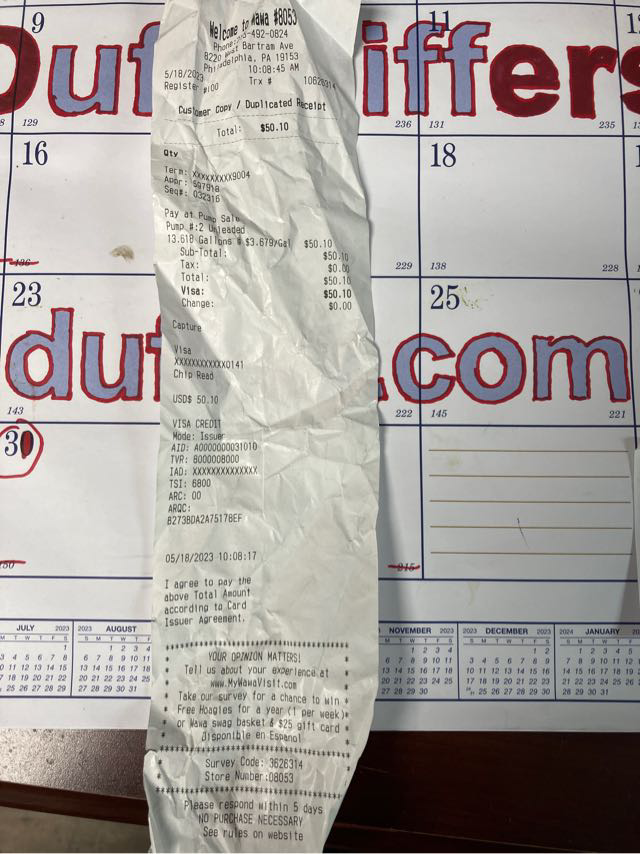 Welcome to Wawa #8053
8220 West Bartram Ave
Philadelphia, PA 19153
5/18/2023 10:08:45 AM
Register #100 Trx #
Customer Copy / Duplicated Receipt
Total: $50.10
Qty
Term: XXXXXXXXX9004
Appr: 597918
Seq#: 032316
Pay at Pump Sale
Pump #:2 Unleaded
13.618 Gallons @ $3.679/Gal $50.10
Sub-Total: $50.10
Tax: $0.00
Total: $50.10
Visa: $50.10
Change: $0.00
Capture
Visa
XXXXXXXXXXXX0141
Chip Read
USD$ 50.10
VISA CREDIT
Mode: Issuer
AID: A0000000031010
TVR: 8000008000
IAD: XXXXXXXXXXXXXX
TSI: 6800
ARC: 00
ARQC:
B273BDA2A75178EF
05/18/2023 10:08:17
I agree to pay the
above Total Amount
according to Card
Issuer Agreement.
YOUR OPINION MATTERS!
Tell us about your experience at
www.MyWawaVisit.com
Take our survey for a chance to win
Free Hoagies for a year (1 per week)
or Wawa swag basket & $25 gift card
Disponible en Espanol
Survey Code: 3626314
Store Number:08053
Please respond within 5 days
NO PURCHASE NECESSARY
See rules on website
9
11
129
236
131
235
16
18
136
229
138
228
23
25
.com
143
222
145
221
30
215
JULY 2023
2023 AUGUST
NOVEMBER 2023
2023 DECEMBER 2023
2024 JANUARY